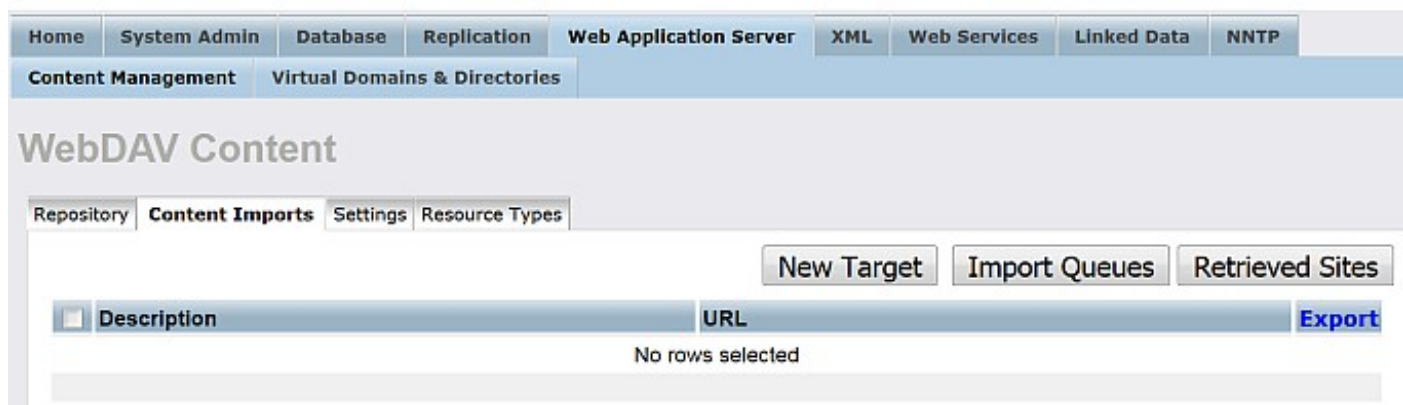 Home System Admin Database Replication Web Application Server XML Web Services Linked Data NNTP
Content Management Virtual Domains & Directories
WebDAV Content
Repository Content Imports Settings Resource Types
New Target Import Queues Retrieved Sites
Description URL Export
No rows selected